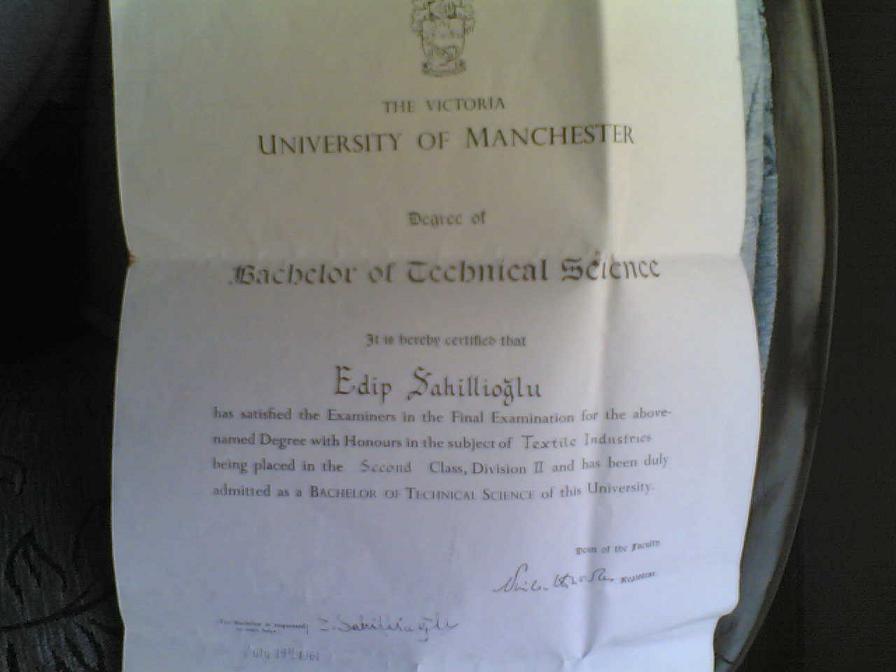 THE VICTORIA
UNIVERSITY OF MANCHESTER
Degree of
Bachelor of Technical Science
It is hereby certified that
Edip Sahillioğlu
has satisfied the Examiners in the Final Examination for the above-
named Degree with Honours in the subject of Textile Industries
being placed in the Second Class, Division II and has been duly
admitted as a BACHELOR OF TECHNICAL SCIENCE of this University.
Dean of the Faculty
Registrar
E. Sahillioğlu
July